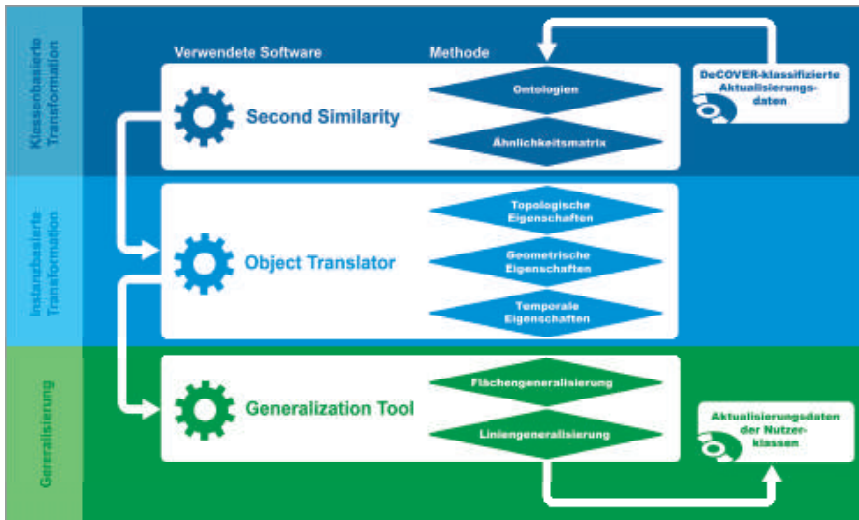 Verwendete Software
Methode
Klassenbasierte
Transformation
Second Similarity
Ontologien
Ähnlichkeitsmatrix
DeCOVER-klassifizierte
Aktualisierungs-
daten
Instanzbasierte
Transformation
Object Translator
Topologische
Eigenschaften
Geometrische
Eigenschaften
Temporale
Eigenschaften
Generalisierung
Generalization Tool
Flächengeneralisierung
Liniengeneralisierung
Aktualisierungsdaten
der Nutzer-
klassen